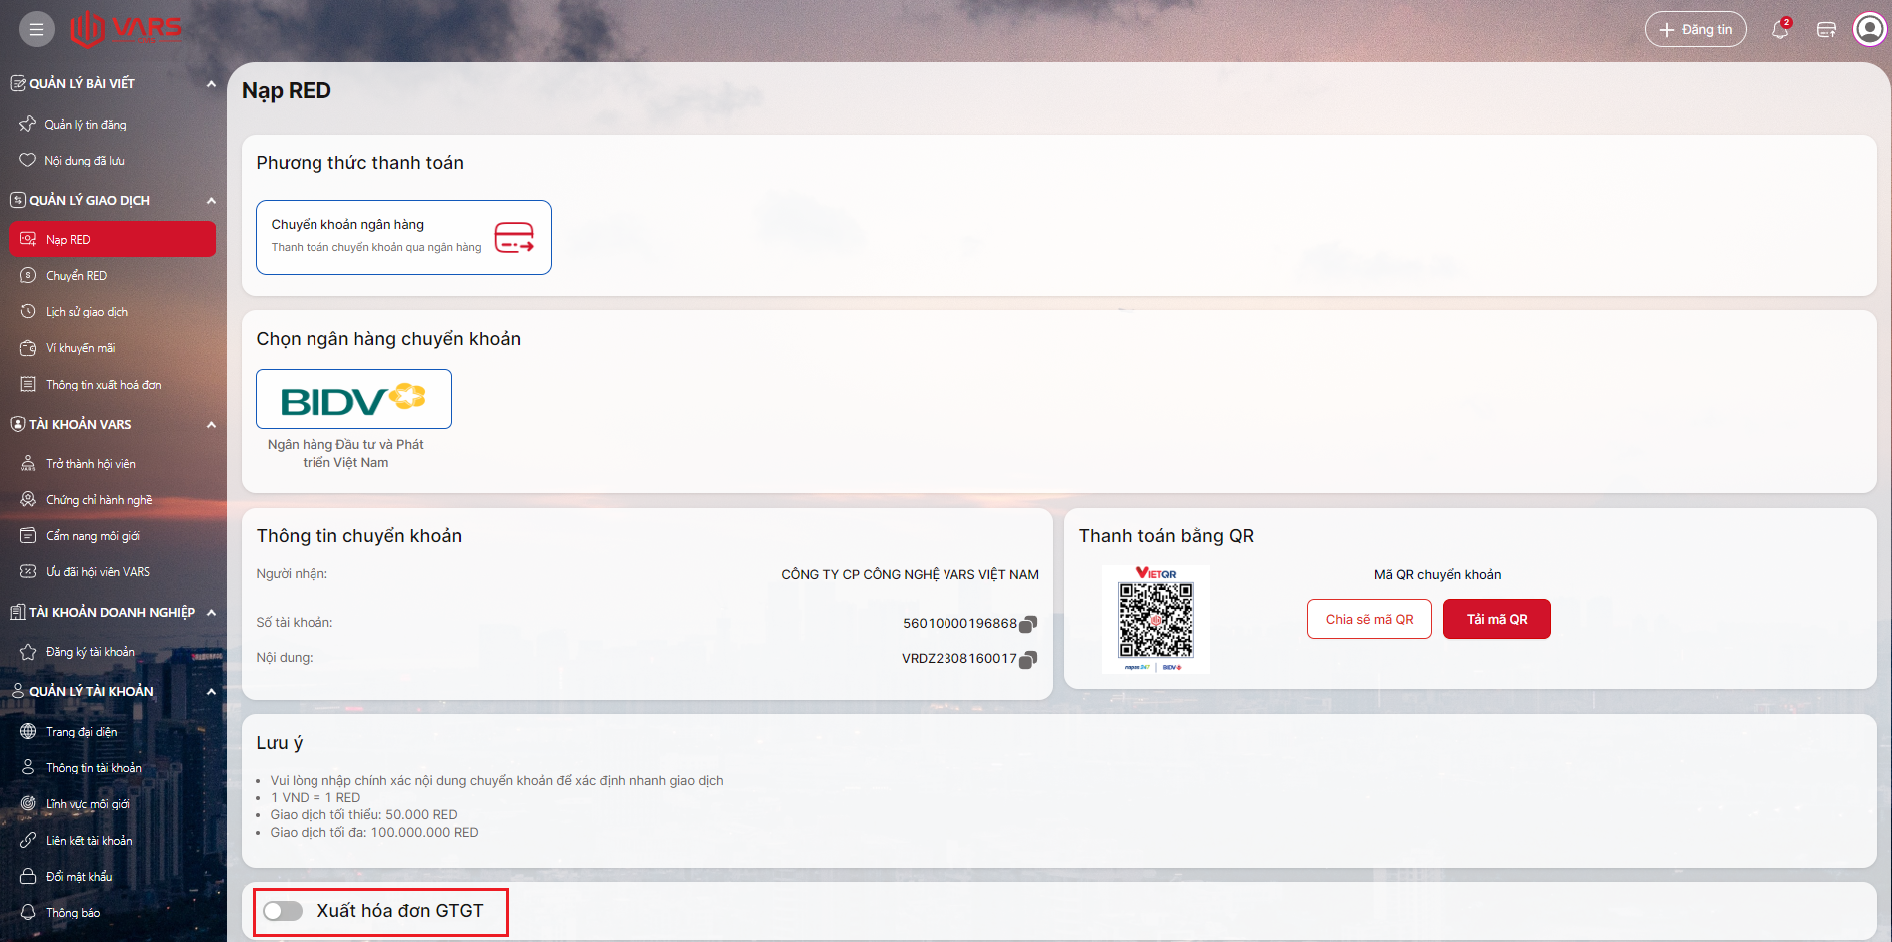 VARS
Đăng tin
2
QUẢN LÝ BÀI VIẾT
Quản lý tin đăng
Nội dung đã lưu
QUẢN LÝ GIAO DỊCH
Nạp RED
Chuyển RED
Lịch sử giao dịch
Ví khuyến mãi
Thông tin xuất hoá đơn
TÀI KHOẢN VARS
Trở thành hội viên
Chứng chỉ hành nghề
Cẩm nang môi giới
Ưu đãi hội viên VARS
TÀI KHOẢN DOANH NGHIỆP
Đăng ký tài khoản
QUẢN LÝ TÀI KHOẢN
Trang đại diện
Thông tin tài khoản
Lĩnh vực môi giới
Liên kết tài khoản
Đổi mật khẩu
Thông báo
Nạp RED
Phương thức thanh toán
Chuyển khoản ngân hàng
Thanh toán chuyển khoản qua ngân hàng
Chọn ngân hàng chuyển khoản
BIDV
Ngân hàng Đầu tư và Phát
triển Việt Nam
Thông tin chuyển khoản
Người nhận: CÔNG TY CP CÔNG NGHỆ VARS VIỆT NAM
Số tài khoản: 56010000196868
Nội dung: VRDZ2308160017
Thanh toán bằng QR
VIETQR
napas 247 | BIDV
Mã QR chuyển khoản
Chia sẽ mã QR
Tải mã QR
Lưu ý
• Vui lòng nhập chính xác nội dung chuyển khoản để xác định nhanh giao dịch
• 1 VND = 1 RED
• Giao dịch tối thiểu: 50.000 RED
• Giao dịch tối đa: 100.000.000 RED
Xuất hóa đơn GTGT